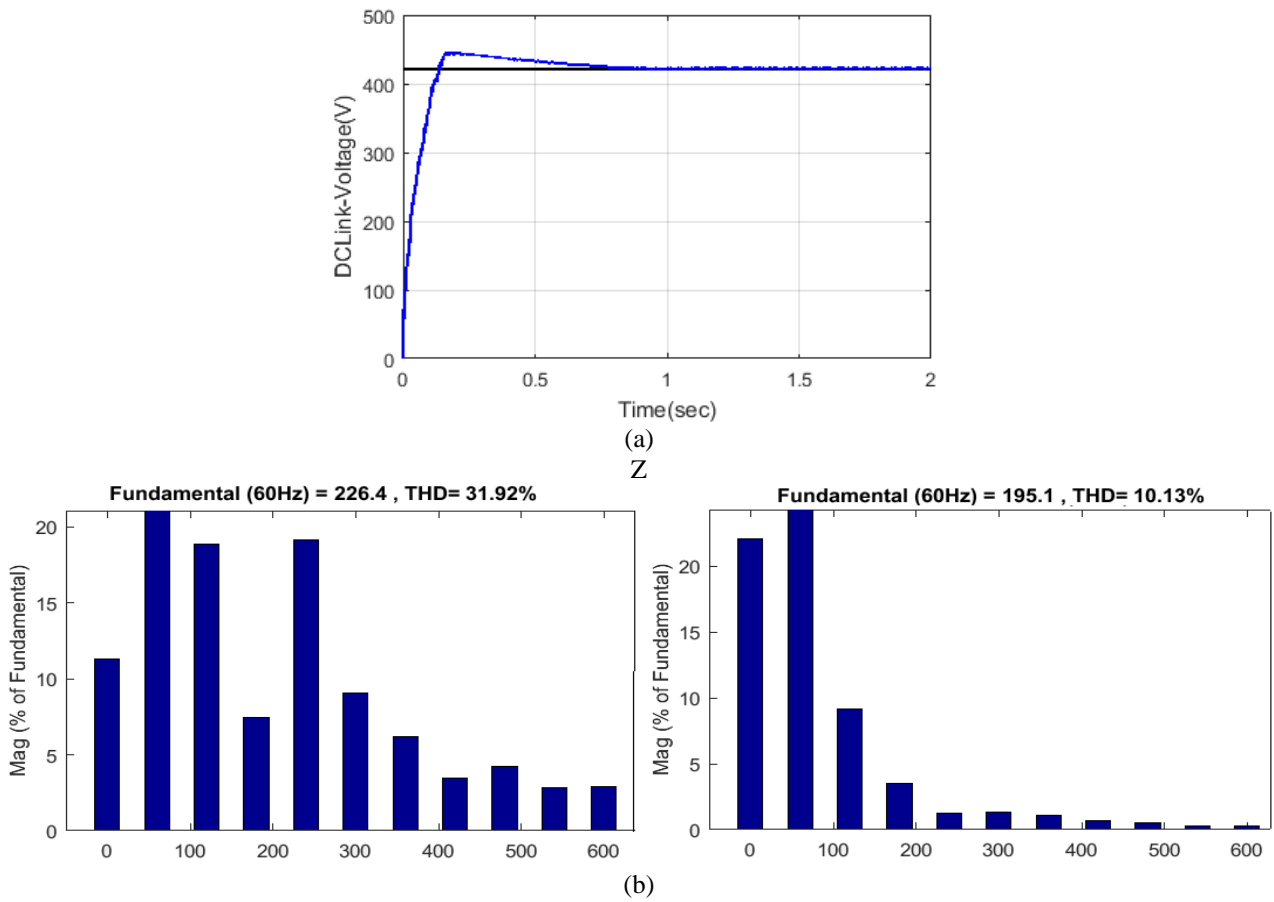 500
400
300
200
100
0
DCLink-Voltage(V)
0 0.5 1 1.5 2
Time(sec)
(a)
Z
Fundamental (60Hz) = 226.4 , THD= 31.92%
20
15
10
5
0
Mag (% of Fundamental)
0 100 200 300 400 500 600
Fundamental (60Hz) = 195.1 , THD= 10.13%
20
15
10
5
0
Mag (% of Fundamental)
0 100 200 300 400 500 600
(b)